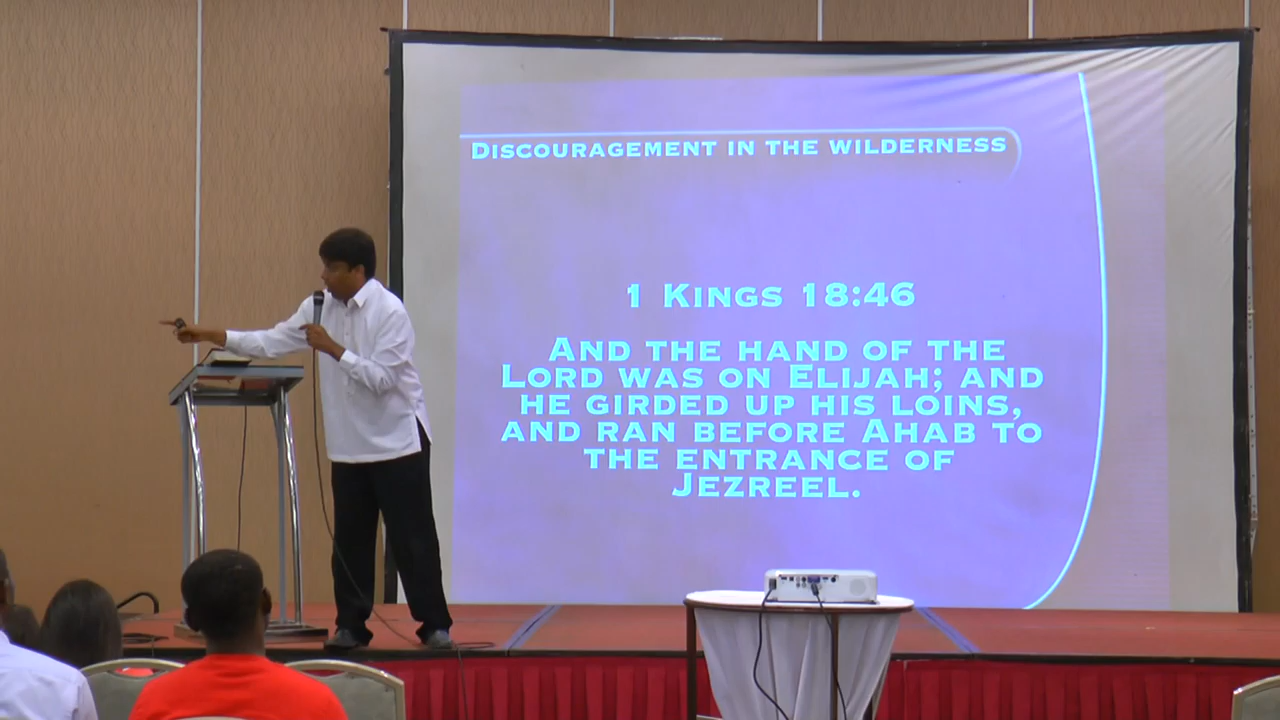 Discouragement in the wilderness
1 Kings 18:46
And the hand of the
Lord was on Elijah; and
he girded up his loins,
and ran before Ahab to
the entrance of
Jezreel.